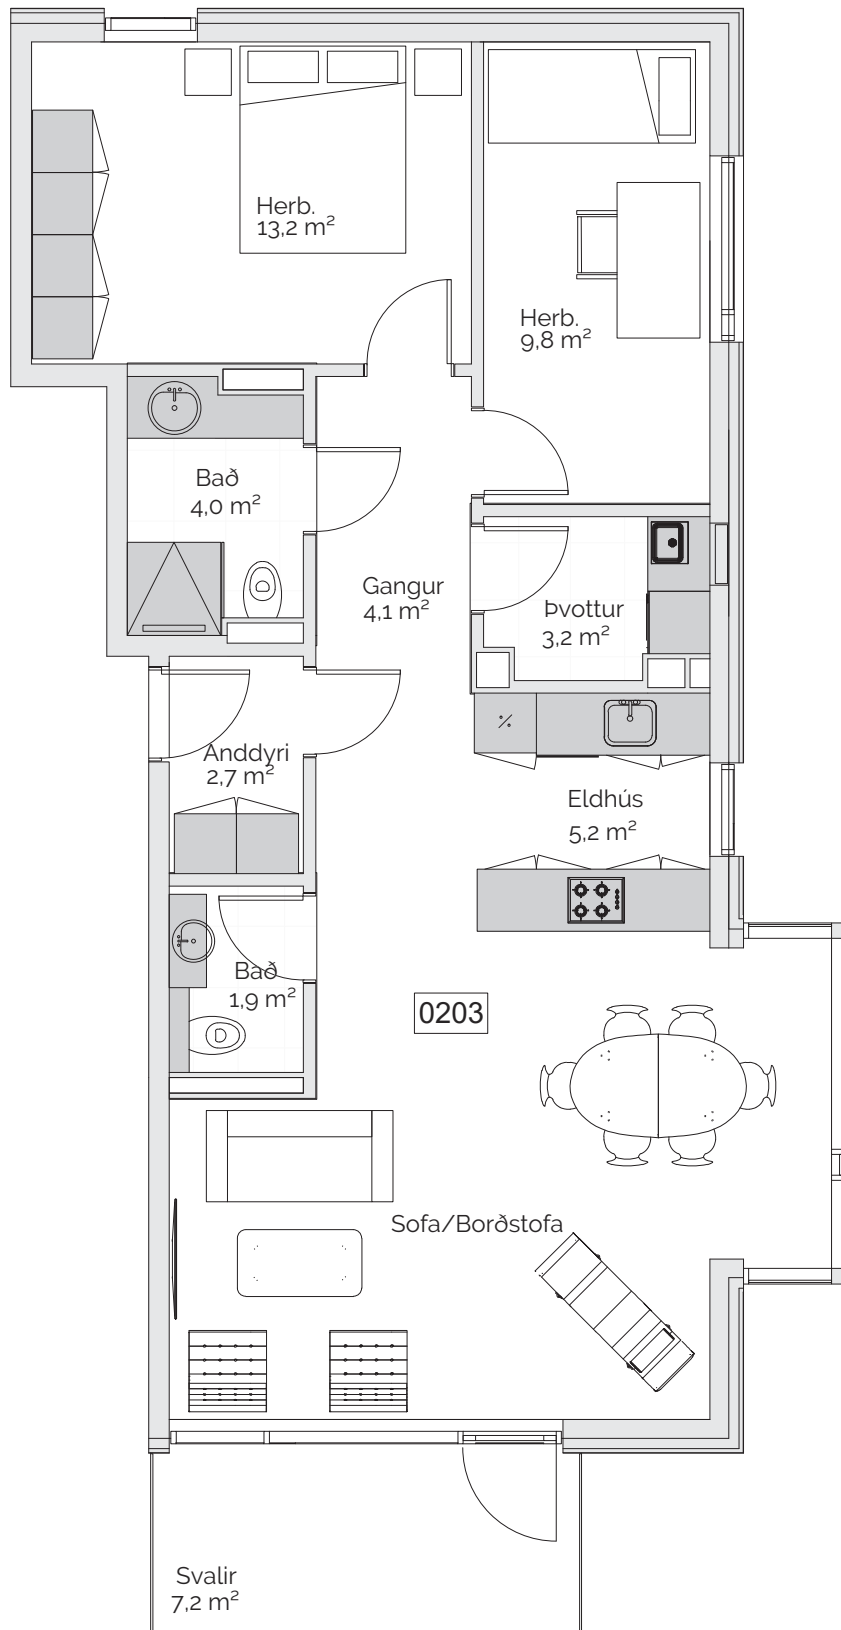 Herb.
13,2 m²
Herb.
9,8 m²
Bað
4,0 m²
Gangur
4,1 m²
Þvottur
3,2 m²
Anddyri
2,7 m²
Eldhús
5,2 m²
Bað
1,9 m²
0203
Sofa/Borðstofa
Svalir
7,2 m²